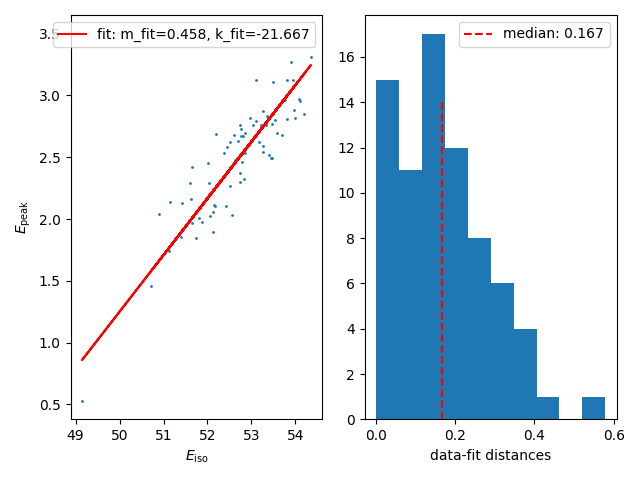 fit: m_fit=0.458, k_fit=-21.667
3.5
3.0
2.5
2.0
1.5
1.0
0.5
E_peak
49 50 51 52 53 54
E_iso
median: 0.167
16
14
12
10
8
6
4
2
0
0.0 0.2 0.4 0.6
data-fit distances